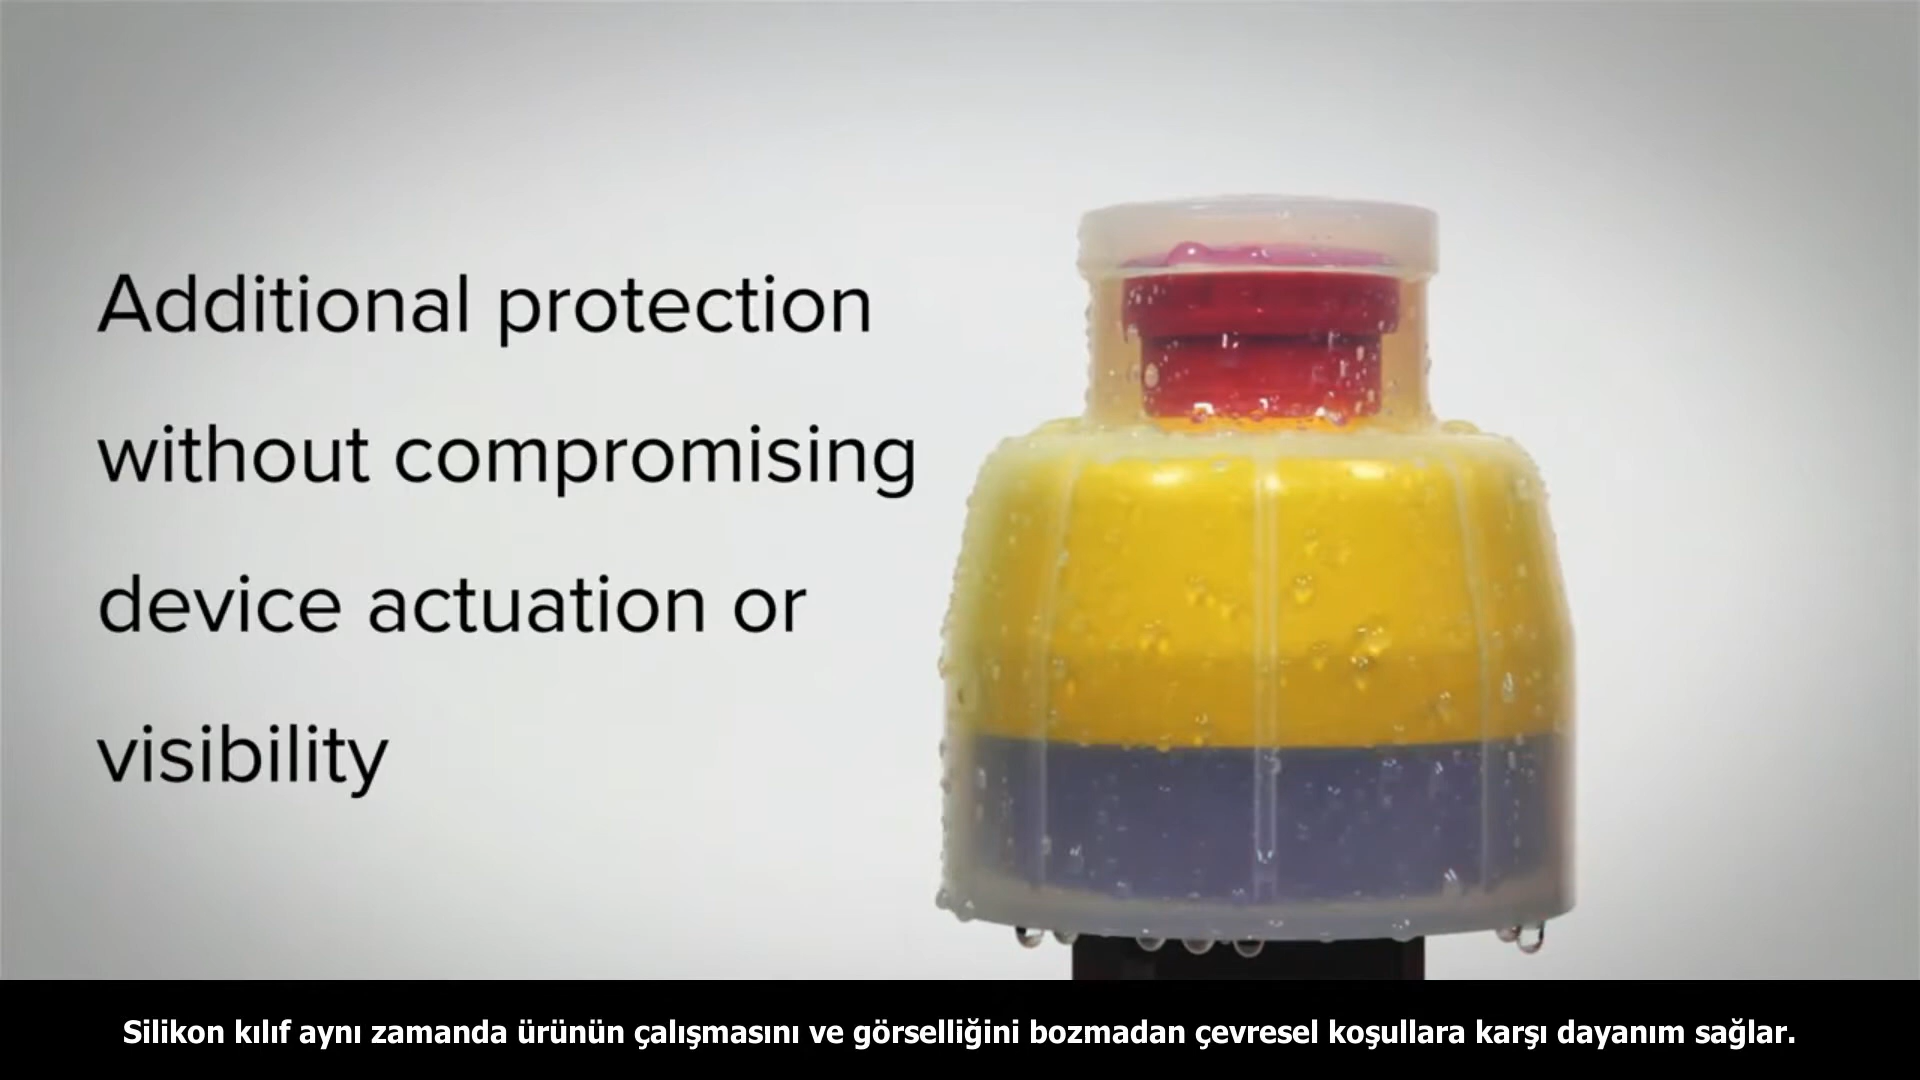 Additional protection
without compromising
device actuation or
visibility
Silikon kılıf aynı zamanda ürünün çalışmasını ve görselliğini bozmadan çevresel koşullara karşı dayanım sağlar.